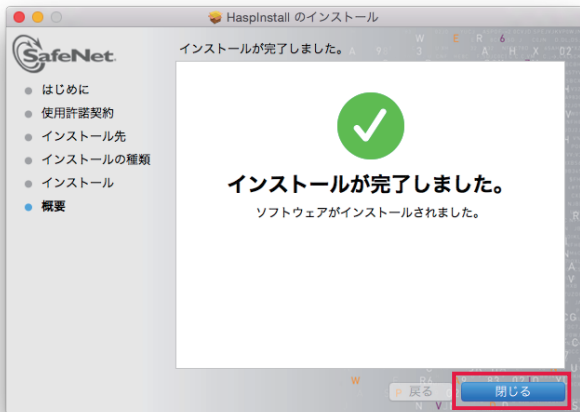 HaspInstall のインストール
SafeNet.
インストールが完了しました。
はじめに
使用許諾契約
インストール先
インストールの種類
インストール
概要
インストールが完了しました。
ソフトウェアがインストールされました。
戻る
閉じる